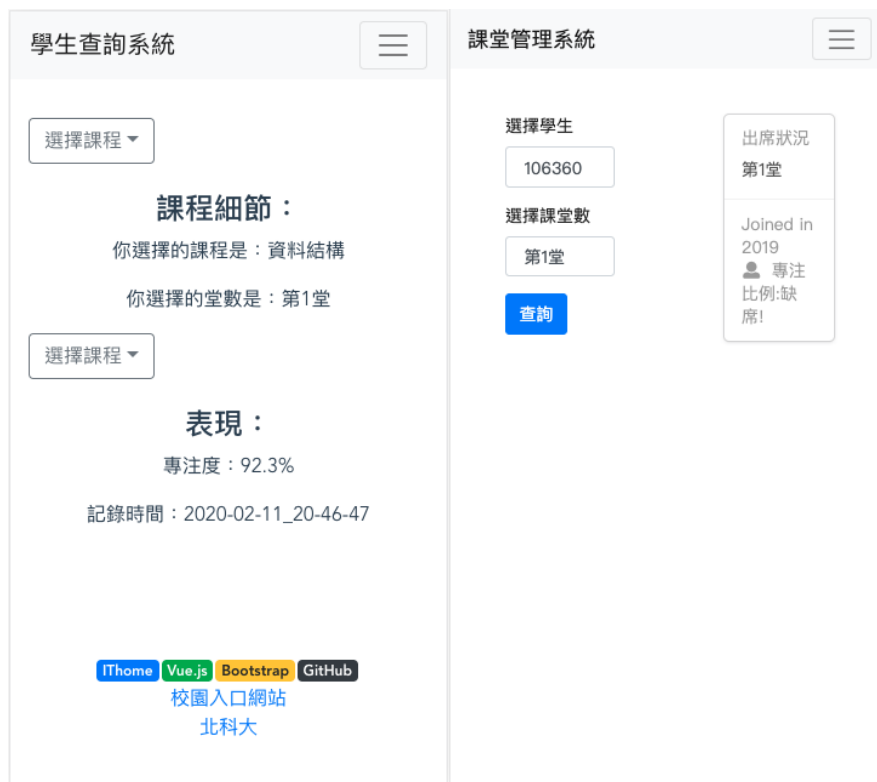 學生查詢系統
選擇課程
課程細節：
你選擇的課程是：資料結構
你選擇的堂數是：第1堂
選擇課程
表現：
專注度：92.3%
記錄時間：2020-02-11_20-46-47
IThome Vue.js Bootstrap GitHub
校園入口網站
北科大
課堂管理系統
選擇學生
106360
選擇課堂數
第1堂
查詢
出席狀況
第1堂
Joined in
2019
專注
比例:缺
席!